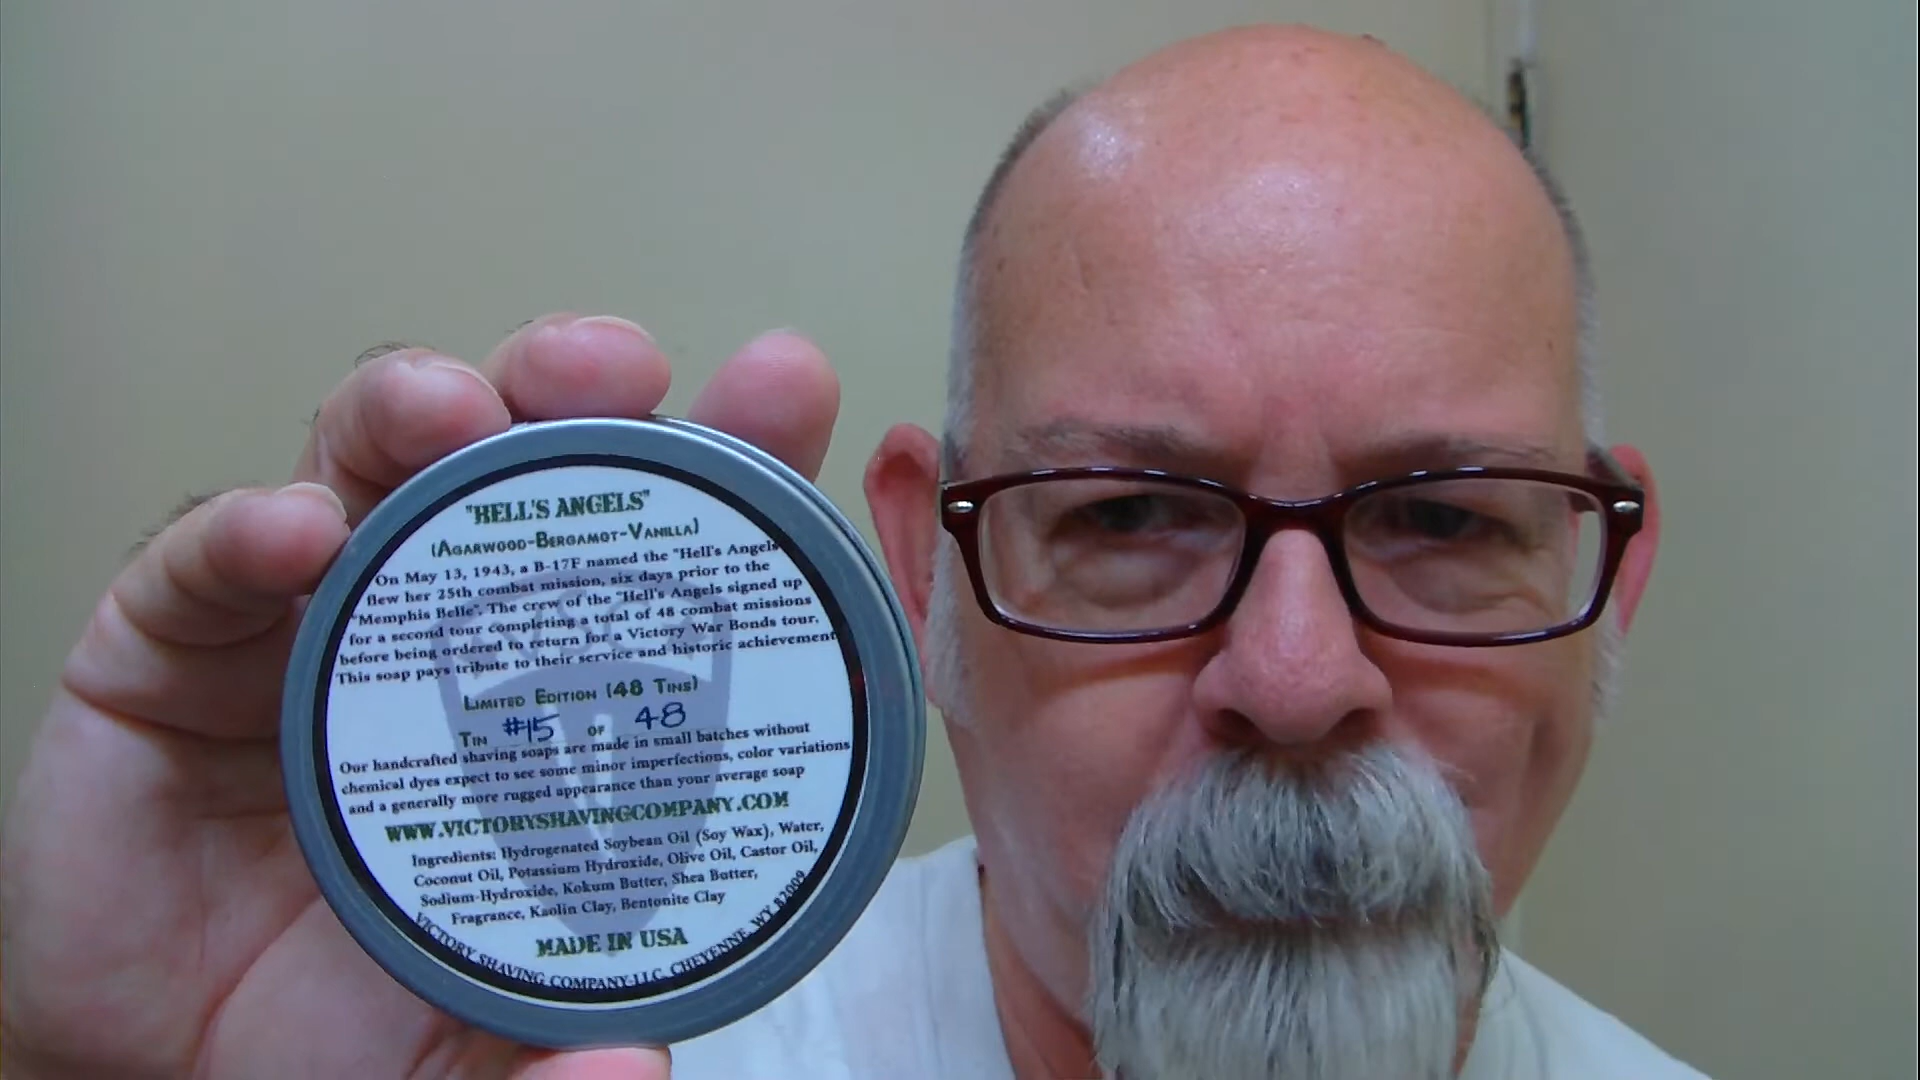 "HELL'S ANGELS"
(AGARWOOD-BERGAMOT-VANILLA)
On May 13, 1943, a B-17F named the "Hell's Angels
flew her 25th combat mission, six days prior to the
"Memphis Belle". The crew of the "Hell's Angels signed up
for a second tour completing a total of 48 combat missions
before being ordered to return for a Victory War Bonds tour.
This soap pays tribute to their service and historic achievement
LIMITED EDITION (48 TINS)
TIN #15 OF 48
Our handcrafted shaving soaps are made in small batches without
chemical dyes expect to see some minor imperfections, color variations
and a generally more rugged appearance than your average soap
WWW.VICTORYSHAVINGCOMPANY.COM
Ingredients: Hydrogenated Soybean Oil (Soy Wax), Water,
Coconut Oil, Potassium Hydroxide, Olive Oil, Castor Oil,
Sodium-Hydroxide, Kokum Butter, Shea Butter,
Fragrance, Kaolin Clay, Bentonite Clay
MADE IN USA
VICTORY SHAVING COMPANY LLC, CHEYENNE, WY 82009